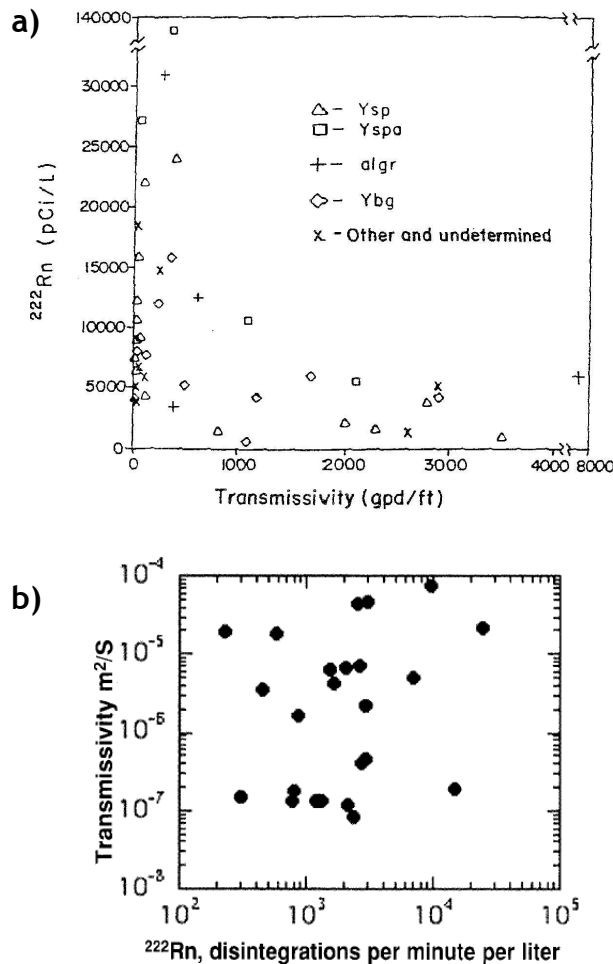 a)
140000
30000
25000
20000
15000
10000
5000
0
²²²Rn (pCi/L)
△ – Ysp
□ – Yspa
+ – algr
◇ – Ybg
x – Other and undetermined
0 1000 2000 3000 4000 8000
Transmissivity (gpd/ft)
b)
10⁻⁴
10⁻⁵
10⁻⁶
10⁻⁷
10⁻⁸
Transmissivity m²/S
10² 10³ 10⁴ 10⁵
²²²Rn, disintegrations per minute per liter